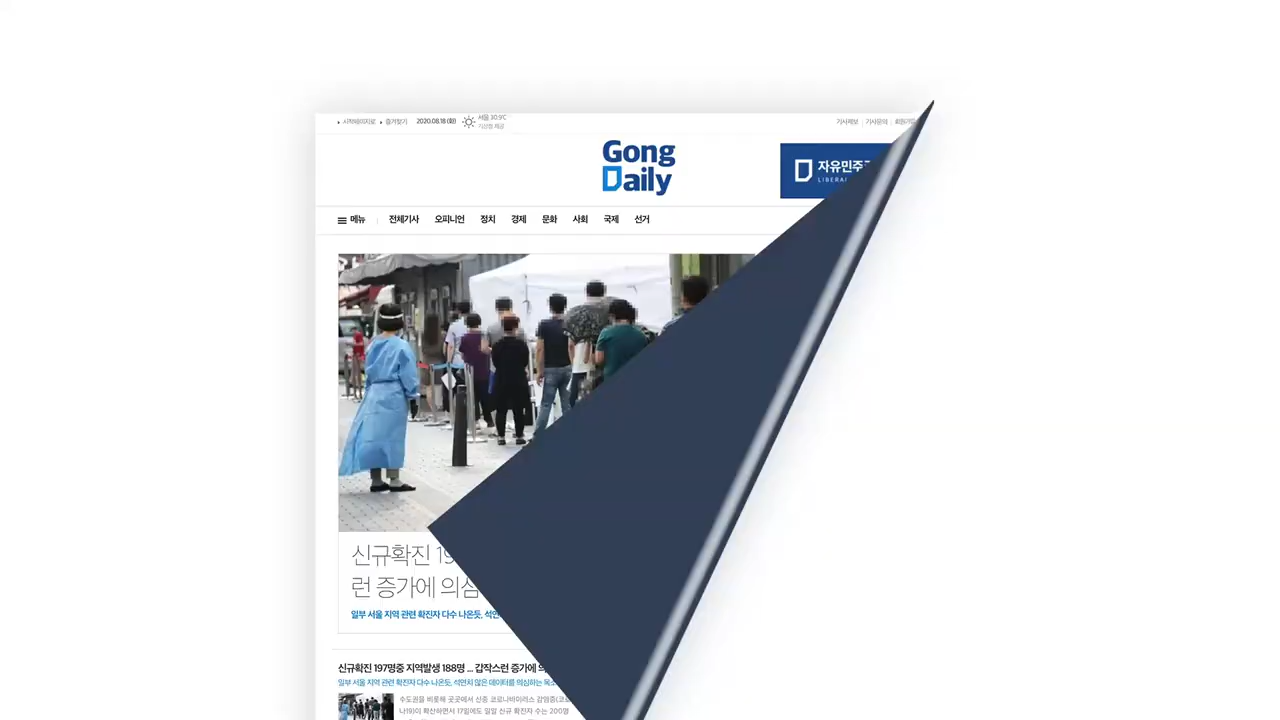 시작페이지로 즐겨찾기 2020.08.18 (화) 서울 30.9℃
기상청 제공
기사제보 기사문의 회원가입
Gong
Daily
자유민주
LIBERA
메뉴 전체기사 오피니언 정치 경제 문화 사회 국제 선거
신규확진 19
런 증가에 의심
일부 서울 지역 관련 확진자 다수 나온듯, 석연
신규확진 197명중 지역발생 188명 ... 갑작스런 증가에 의
일부 서울 지역 관련 확진자 다수 나온듯, 석연치 않은 데이터를 의심하는 목소
수도권을 비롯해 곳곳에서 신종 코로나바이러스 감염증(코로
나19)이 확산하면서 17일에도 일일 신규 확진자 수는 200명